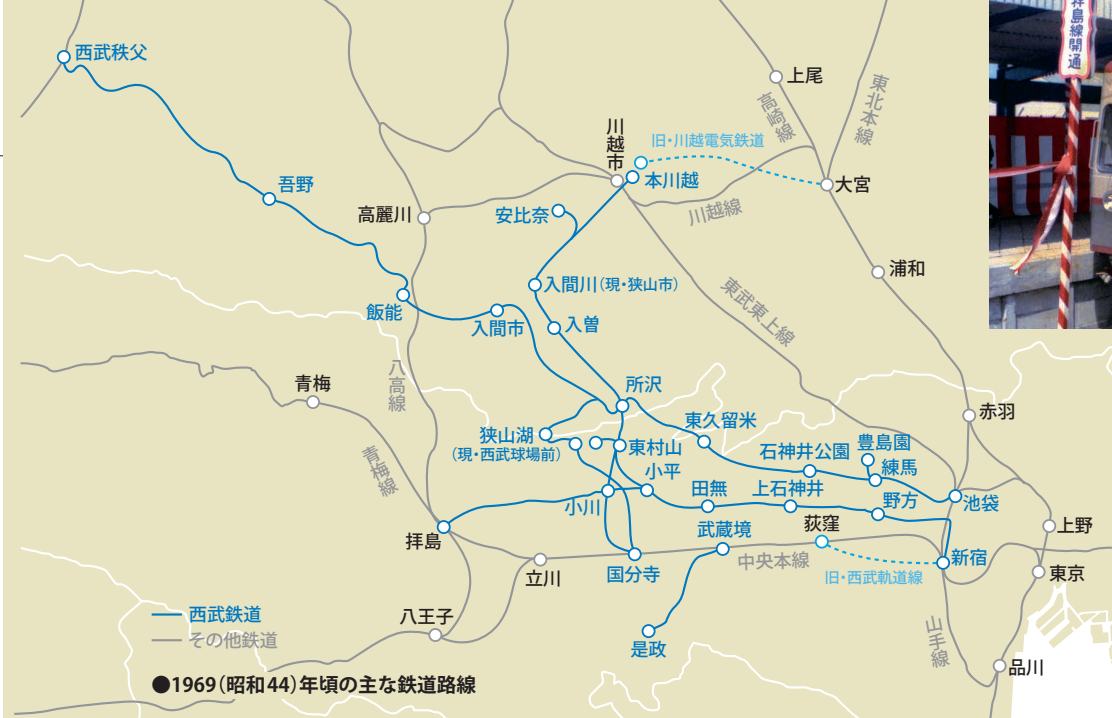 拝島線開通
西武秩父
上尾
高崎線
東北本線
川越市
旧・川越電気鉄道
本川越
大宮
吾野
高麗川
安比奈
川越線
浦和
入間川(現・狭山市)
東武東上線
飯能
入間市
入曽
八高線
青梅
所沢
赤羽
東久留米
狭山湖
(現・西武球場前)
東村山
石神井公園
豊島園
練馬
小平
青梅線
田無
上石神井
野方
池袋
小川
拝島
武蔵境
荻窪
上野
立川
国分寺
中央本線
旧・西武軌道線
新宿
東京
西武鉄道
その他鉄道
八王子
是政
山手線
品川
●1969(昭和44)年頃の主な鉄道路線